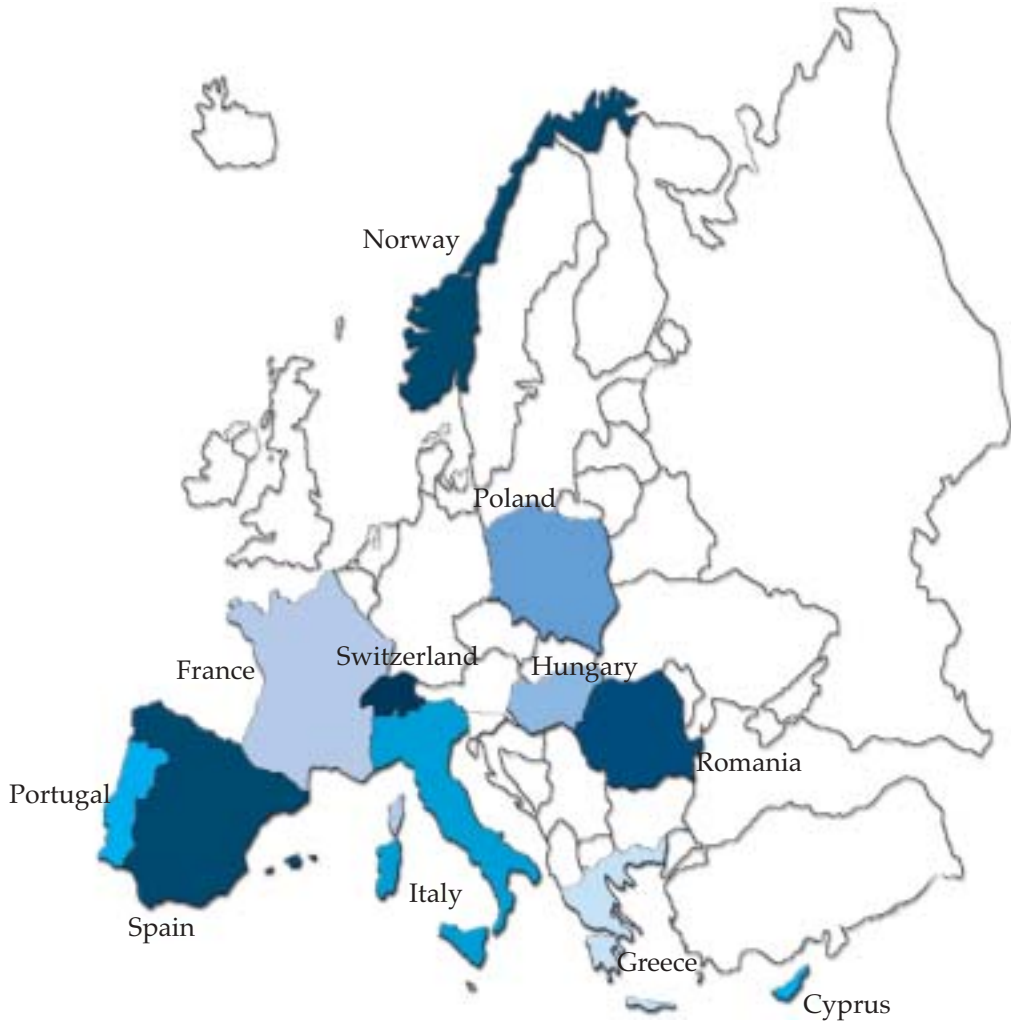 Norway
Poland
Switzerland
Hungary
France
Romania
Portugal
Italy
Spain
Greece
Cyprus